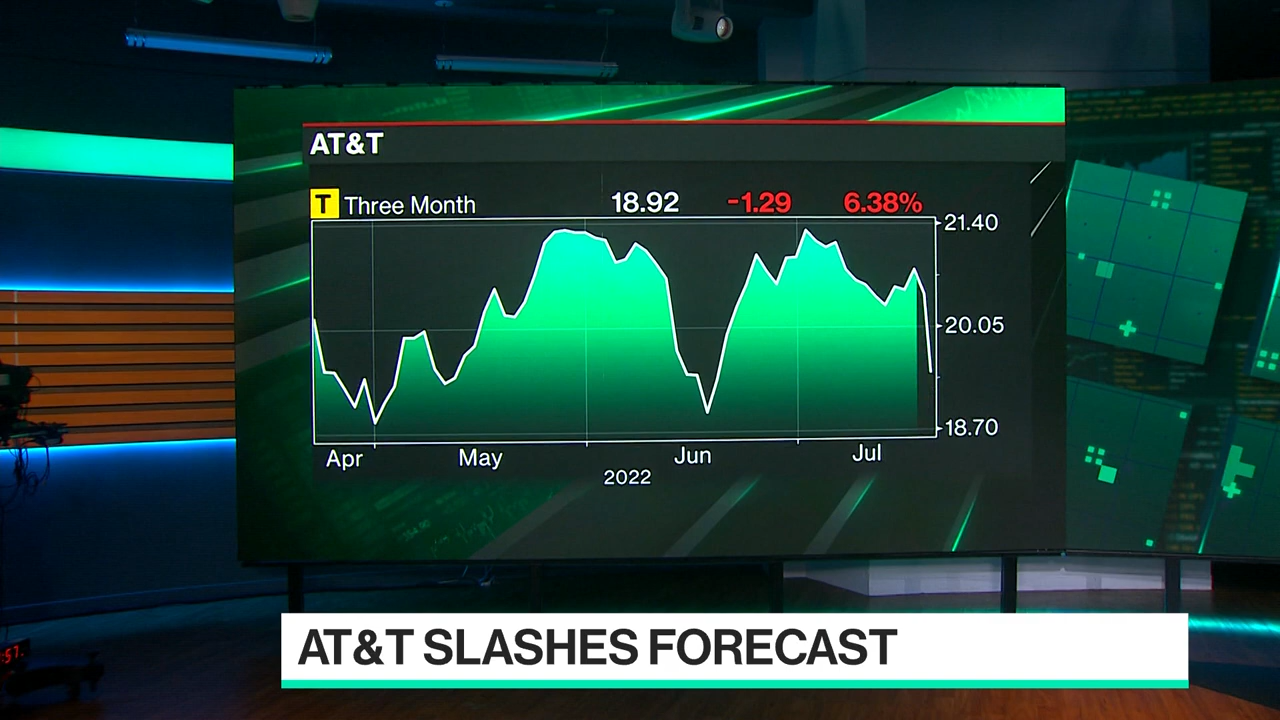 AT&T
T Three Month 18.92 -1.29 6.38%
21.40
20.05
18.70
Apr May Jun Jul
2022
AT&T SLASHES FORECAST
57.